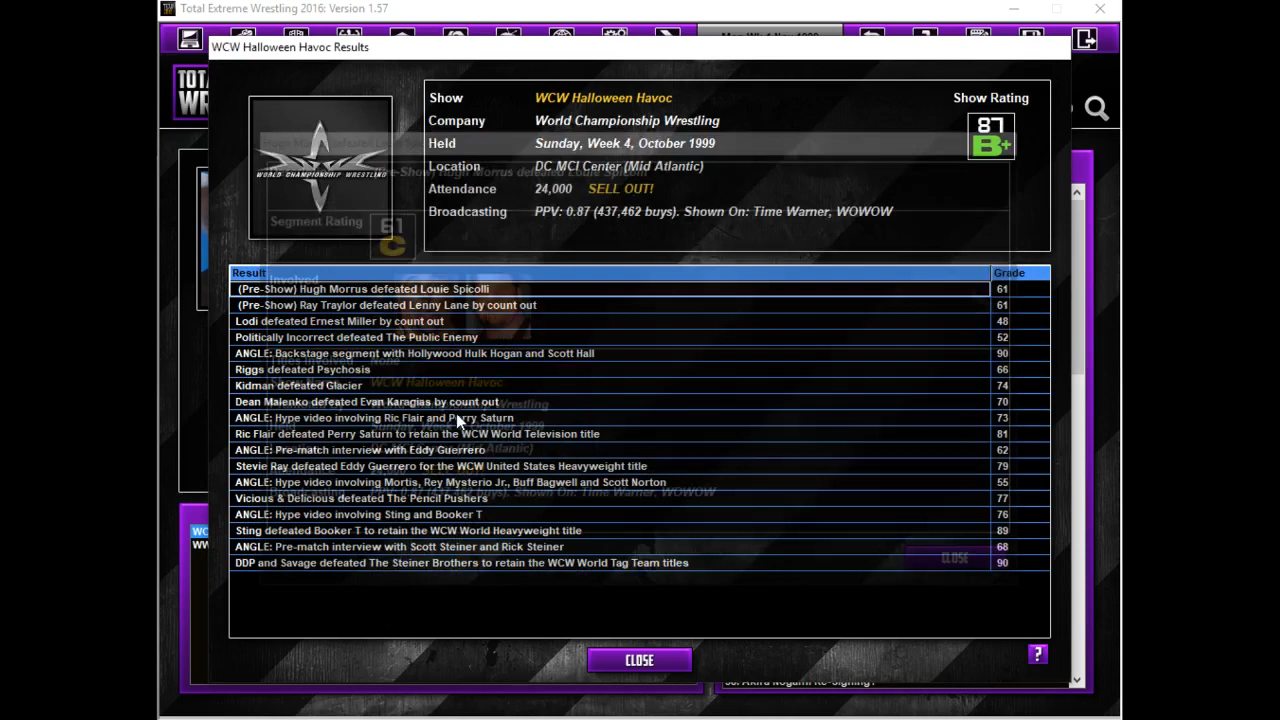 Total Extreme Wrestling 2016: Version 1.57
WCW Halloween Havoc Results
TOTAL
WR
WORLD CHAMPIONSHIP WRESTLING
Show WCW Halloween Havoc
Company World Championship Wrestling
Held Sunday, Week 4, October 1999
Location DC MCI Center (Mid Atlantic)
Attendance 24,000 SELL OUT!
Broadcasting PPV: 0.87 (437,462 buys). Shown On: Time Warner, WOWOW
Show Rating
87
B+
Segment Rating
61
C
Result Grade
(Pre-Show) Hugh Morrus defeated Louie Spicolli 61
(Pre-Show) Ray Traylor defeated Lenny Lane by count out 61
Lodi defeated Ernest Miller by count out 48
Politically Incorrect defeated The Public Enemy 52
ANGLE: Backstage segment with Hollywood Hulk Hogan and Scott Hall 90
Riggs defeated Psychosis 66
Kidman defeated Glacier 74
Dean Malenko defeated Evan Karagias by count out 70
ANGLE: Hype video involving Ric Flair and Perry Saturn 73
Ric Flair defeated Perry Saturn to retain the WCW World Television title 81
ANGLE: Pre-match interview with Eddy Guerrero 62
Stevie Ray defeated Eddy Guerrero for the WCW United States Heavyweight title 79
ANGLE: Hype video involving Mortis, Rey Mysterio Jr., Buff Bagwell and Scott Norton 55
Vicious & Delicious defeated The Pencil Pushers 77
ANGLE: Hype video involving Sting and Booker T 76
Sting defeated Booker T to retain the WCW World Heavyweight title 89
ANGLE: Pre-match interview with Scott Steiner and Rick Steiner 68
DDP and Savage defeated The Steiner Brothers to retain the WCW World Tag Team titles 90
CLOSE
CLOSE
?